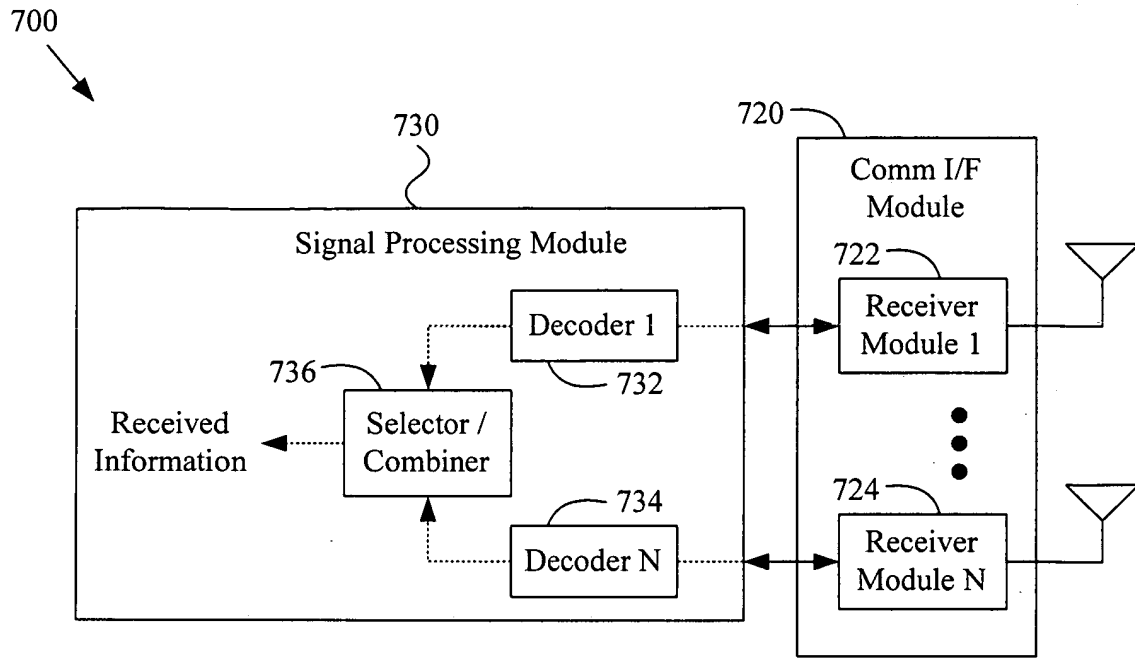 700
730
720
Comm I/F
Module
Signal Processing Module
722
Receiver
Module 1
Decoder 1
732
736
Selector /
Combiner
Received
Information
734
Decoder N
724
Receiver
Module N